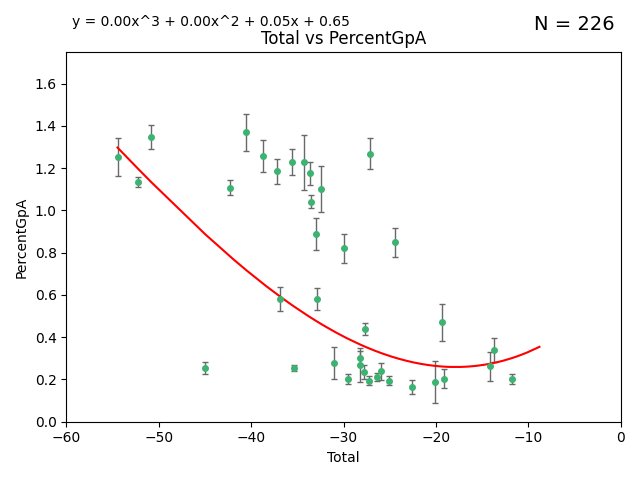 y = 0.00x^3 + 0.00x^2 + 0.05x + 0.65
N = 226
Total vs PercentGpA
PercentGpA
1.6
1.4
1.2
1.0
0.8
0.6
0.4
0.2
0.0
−60 −50 −40 −30 −20 −10 0
Total